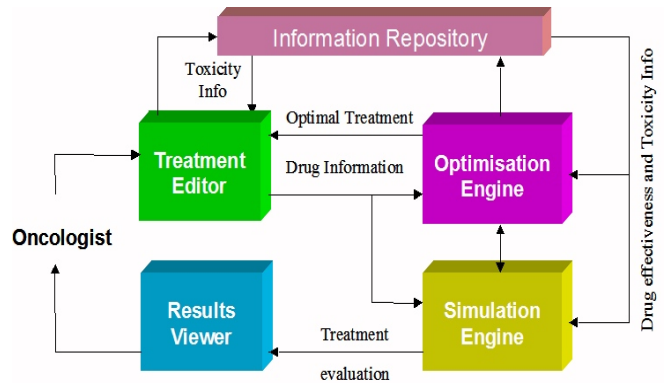 Information Repository
Toxicity
Info
Optimal Treatment
Treatment
Editor
Drug Information
Optimisation
Engine
Drug effectiveness and Toxicity Info
Oncologist
Results
Viewer
Treatment
evaluation
Simulation
Engine